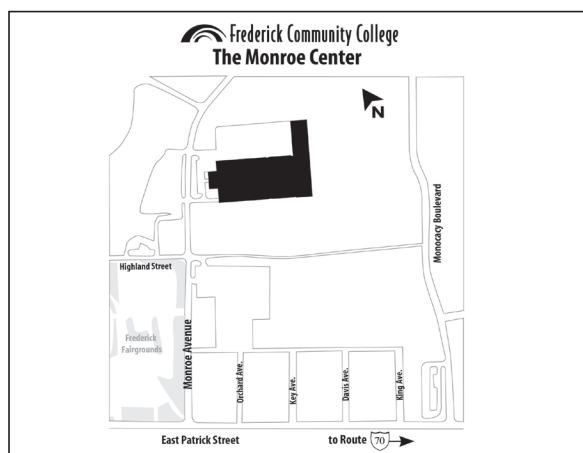 Frederick Community College
The Monroe Center
N
Monocacy Boulevard
Highland Street
Frederick
Fairgrounds
Monroe Avenue
Orchard Ave.
Key Ave.
Davis Ave.
King Ave.
East Patrick Street
to Route 70